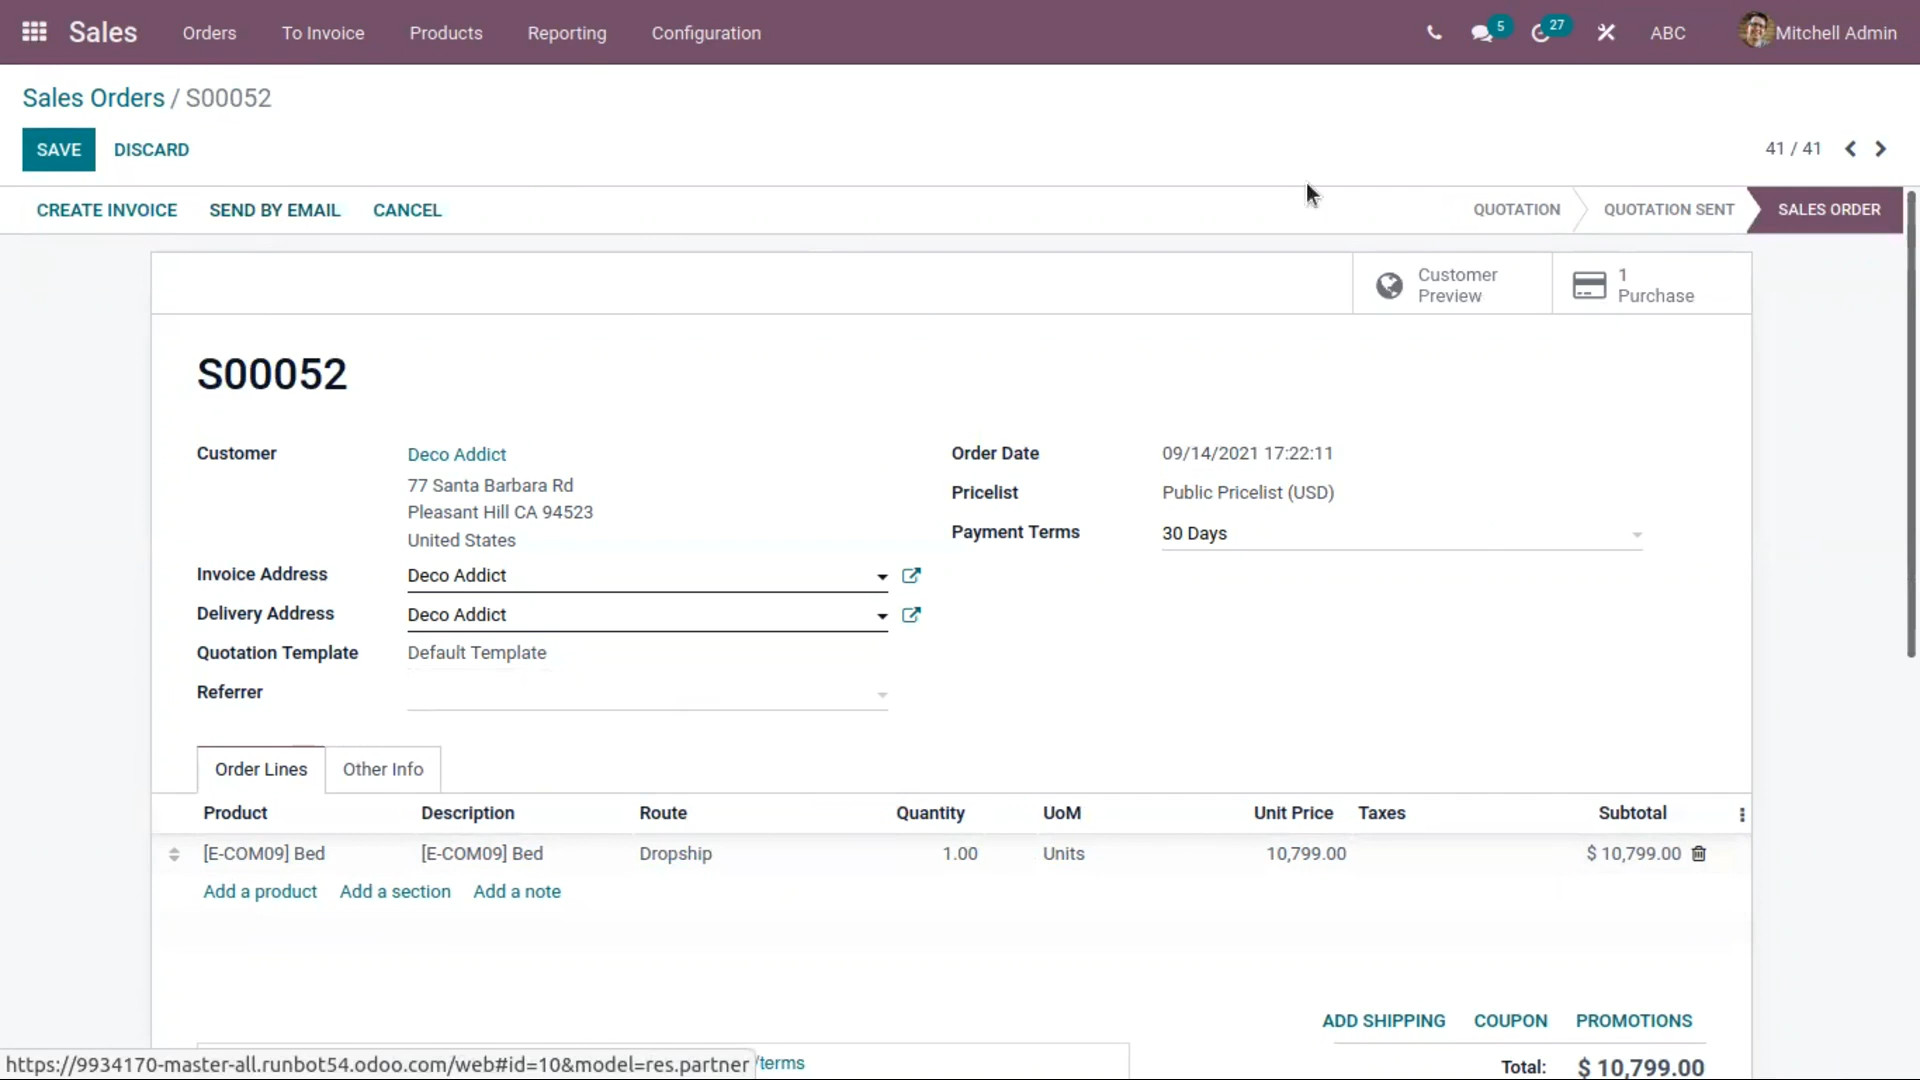 Sales Orders To Invoice Products Reporting Configuration 5 27 ABC Mitchell Admin
Sales Orders / S00052
SAVE DISCARD 41 / 41
CREATE INVOICE SEND BY EMAIL CANCEL QUOTATION QUOTATION SENT SALES ORDER
Customer Preview
1 Purchase
S00052
Customer Deco Addict
77 Santa Barbara Rd
Pleasant Hill CA 94523
United States
Invoice Address Deco Addict
Delivery Address Deco Addict
Quotation Template Default Template
Referrer
Order Date 09/14/2021 17:22:11
Pricelist Public Pricelist (USD)
Payment Terms 30 Days
Order Lines Other Info
Product Description Route Quantity UoM Unit Price Taxes Subtotal
[E-COM09] Bed [E-COM09] Bed Dropship 1.00 Units 10,799.00 $ 10,799.00
Add a product Add a section Add a note
ADD SHIPPING COUPON PROMOTIONS
https://9934170-master-all.runbot54.odoo.com/web#id=10&model=res.partner /terms
Total: $ 10,799.00